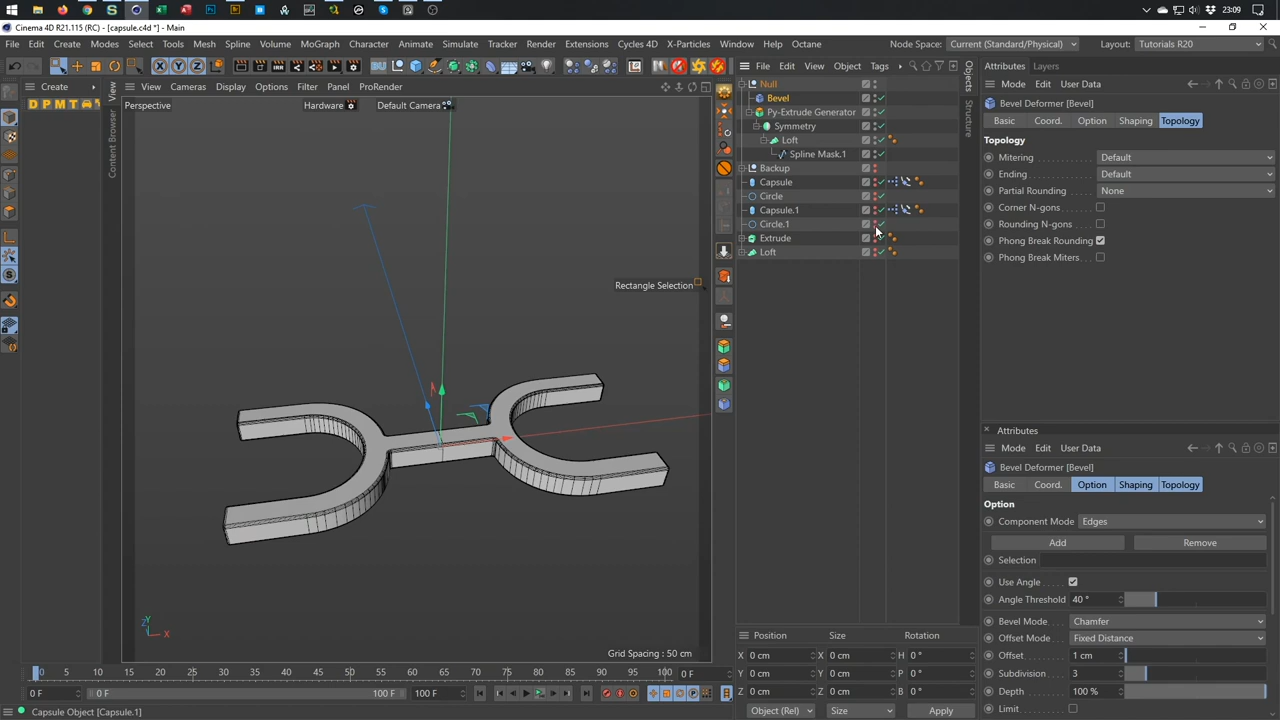 23:09
Cinema 4D R21.115 (RC) - [capsule.c4d *] - Main
File Edit Create Modes Select Tools Mesh Spline Volume MoGraph Character Animate Simulate Tracker Render Extensions Cycles 4D X-Particles Window Help Octane Node Space: Current (Standard/Physical) Layout: Tutorials R20
Create
D P M T
View Cameras Display Options Filter Panel ProRender
Perspective Hardware Default Camera
View
Content Browser
Rectangle Selection
Y
Z
X
Grid Spacing : 50 cm
File Edit View Object Tags
Null
Bevel
Py-Extrude Generator
Symmetry
Loft
Spline Mask.1
Backup
Capsule
Circle
Capsule.1
Circle.1
Extrude
Loft
Objects
Structure
Attributes Layers
Mode Edit User Data
Bevel Deformer [Bevel]
Basic Coord. Option Shaping Topology
Topology
Mitering Default
Ending Default
Partial Rounding None
Corner N-gons
Rounding N-gons
Phong Break Rounding
Phong Break Miters
Attributes
Mode Edit User Data
Bevel Deformer [Bevel]
Basic Coord. Option Shaping Topology
Option
Component Mode Edges
Add Remove
Selection
Use Angle
Angle Threshold 40 °
Bevel Mode Chamfer
Offset Mode Fixed Distance
Offset 1 cm
Subdivision 3
Depth 100 %
Limit
Position Size Rotation
X 0 cm X 0 cm H 0 °
Y 0 cm Y 0 cm P 0 °
Z 0 cm Z 0 cm B 0 °
Object (Rel) Size Apply
0 5 10 15 20 25 30 35 40 45 50 55 60 65 70 75 80 85 90 95 100 0 F
0 F 0 F 100 F 100 F
Capsule Object [Capsule.1]